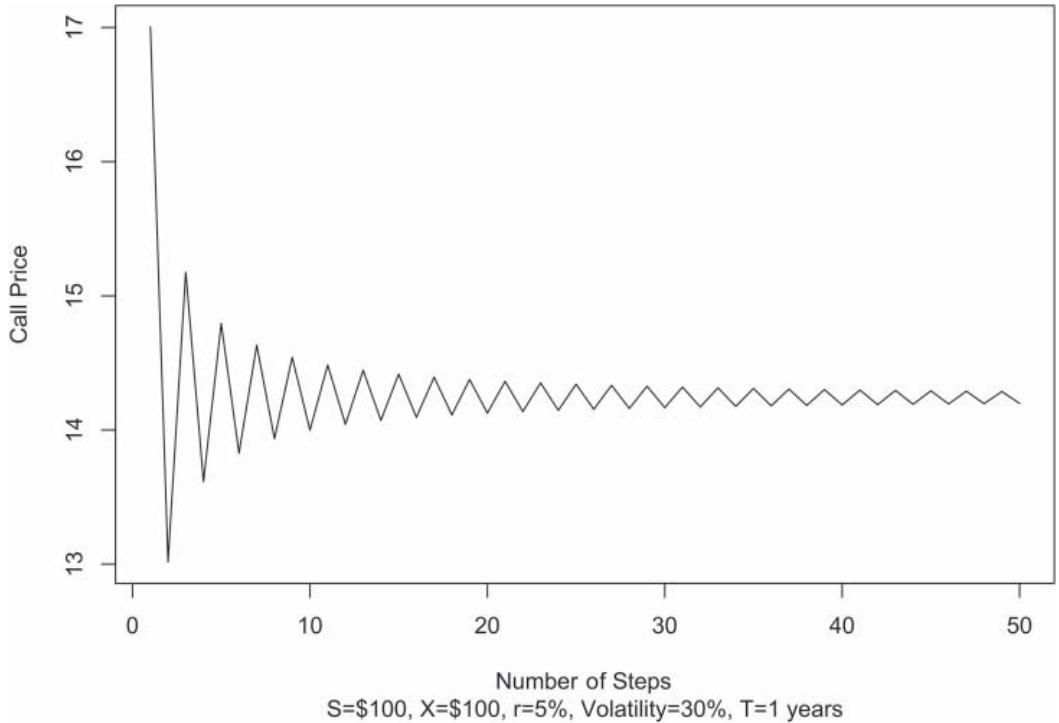 17
16
15
14
13
Call Price
0 10 20 30 40 50
Number of Steps
S=$100, X=$100, r=5%, Volatility=30%, T=1 years